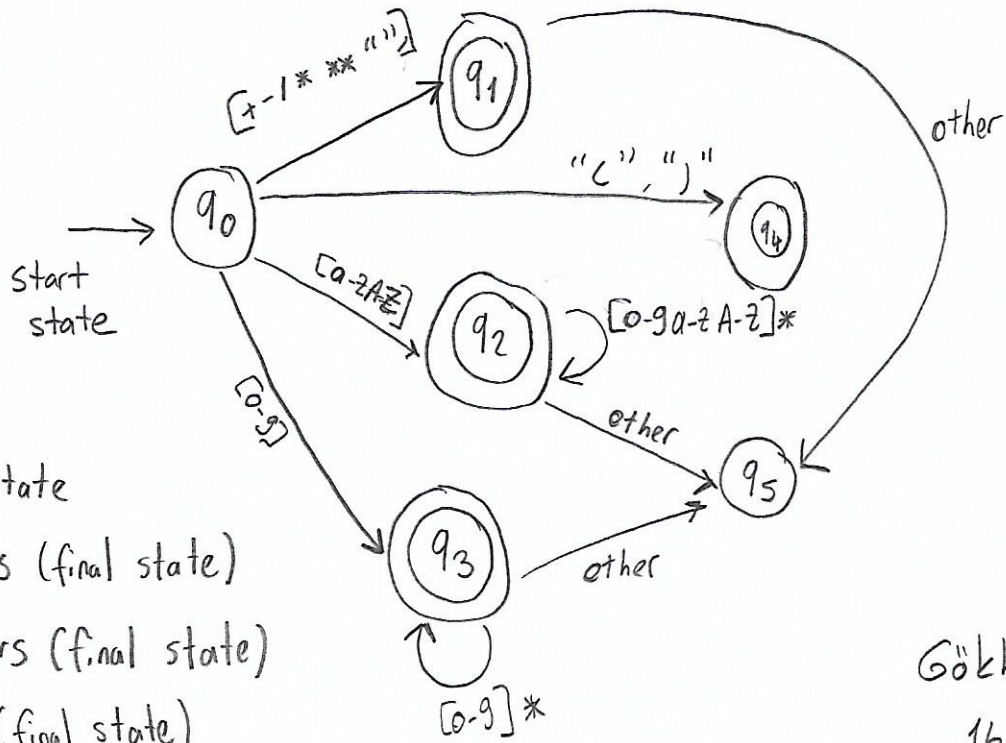 [+-/* ** "",]
q1
other
"(", ")"
q0
q4
start
state
[a-zA-Z]
q2
[0-9a-zA-Z]*
[0-9]
other
q5
tate
s (final state)
q3
other
rs (final state)
Gökl
[0-9]*
(final state)